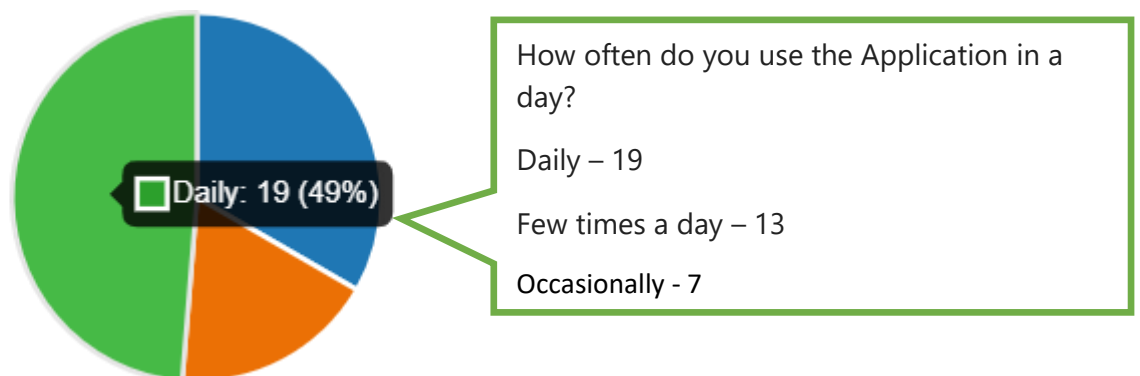 Daily: 19 (49%)
How often do you use the Application in a
day?
Daily – 19
Few times a day – 13
Occasionally - 7